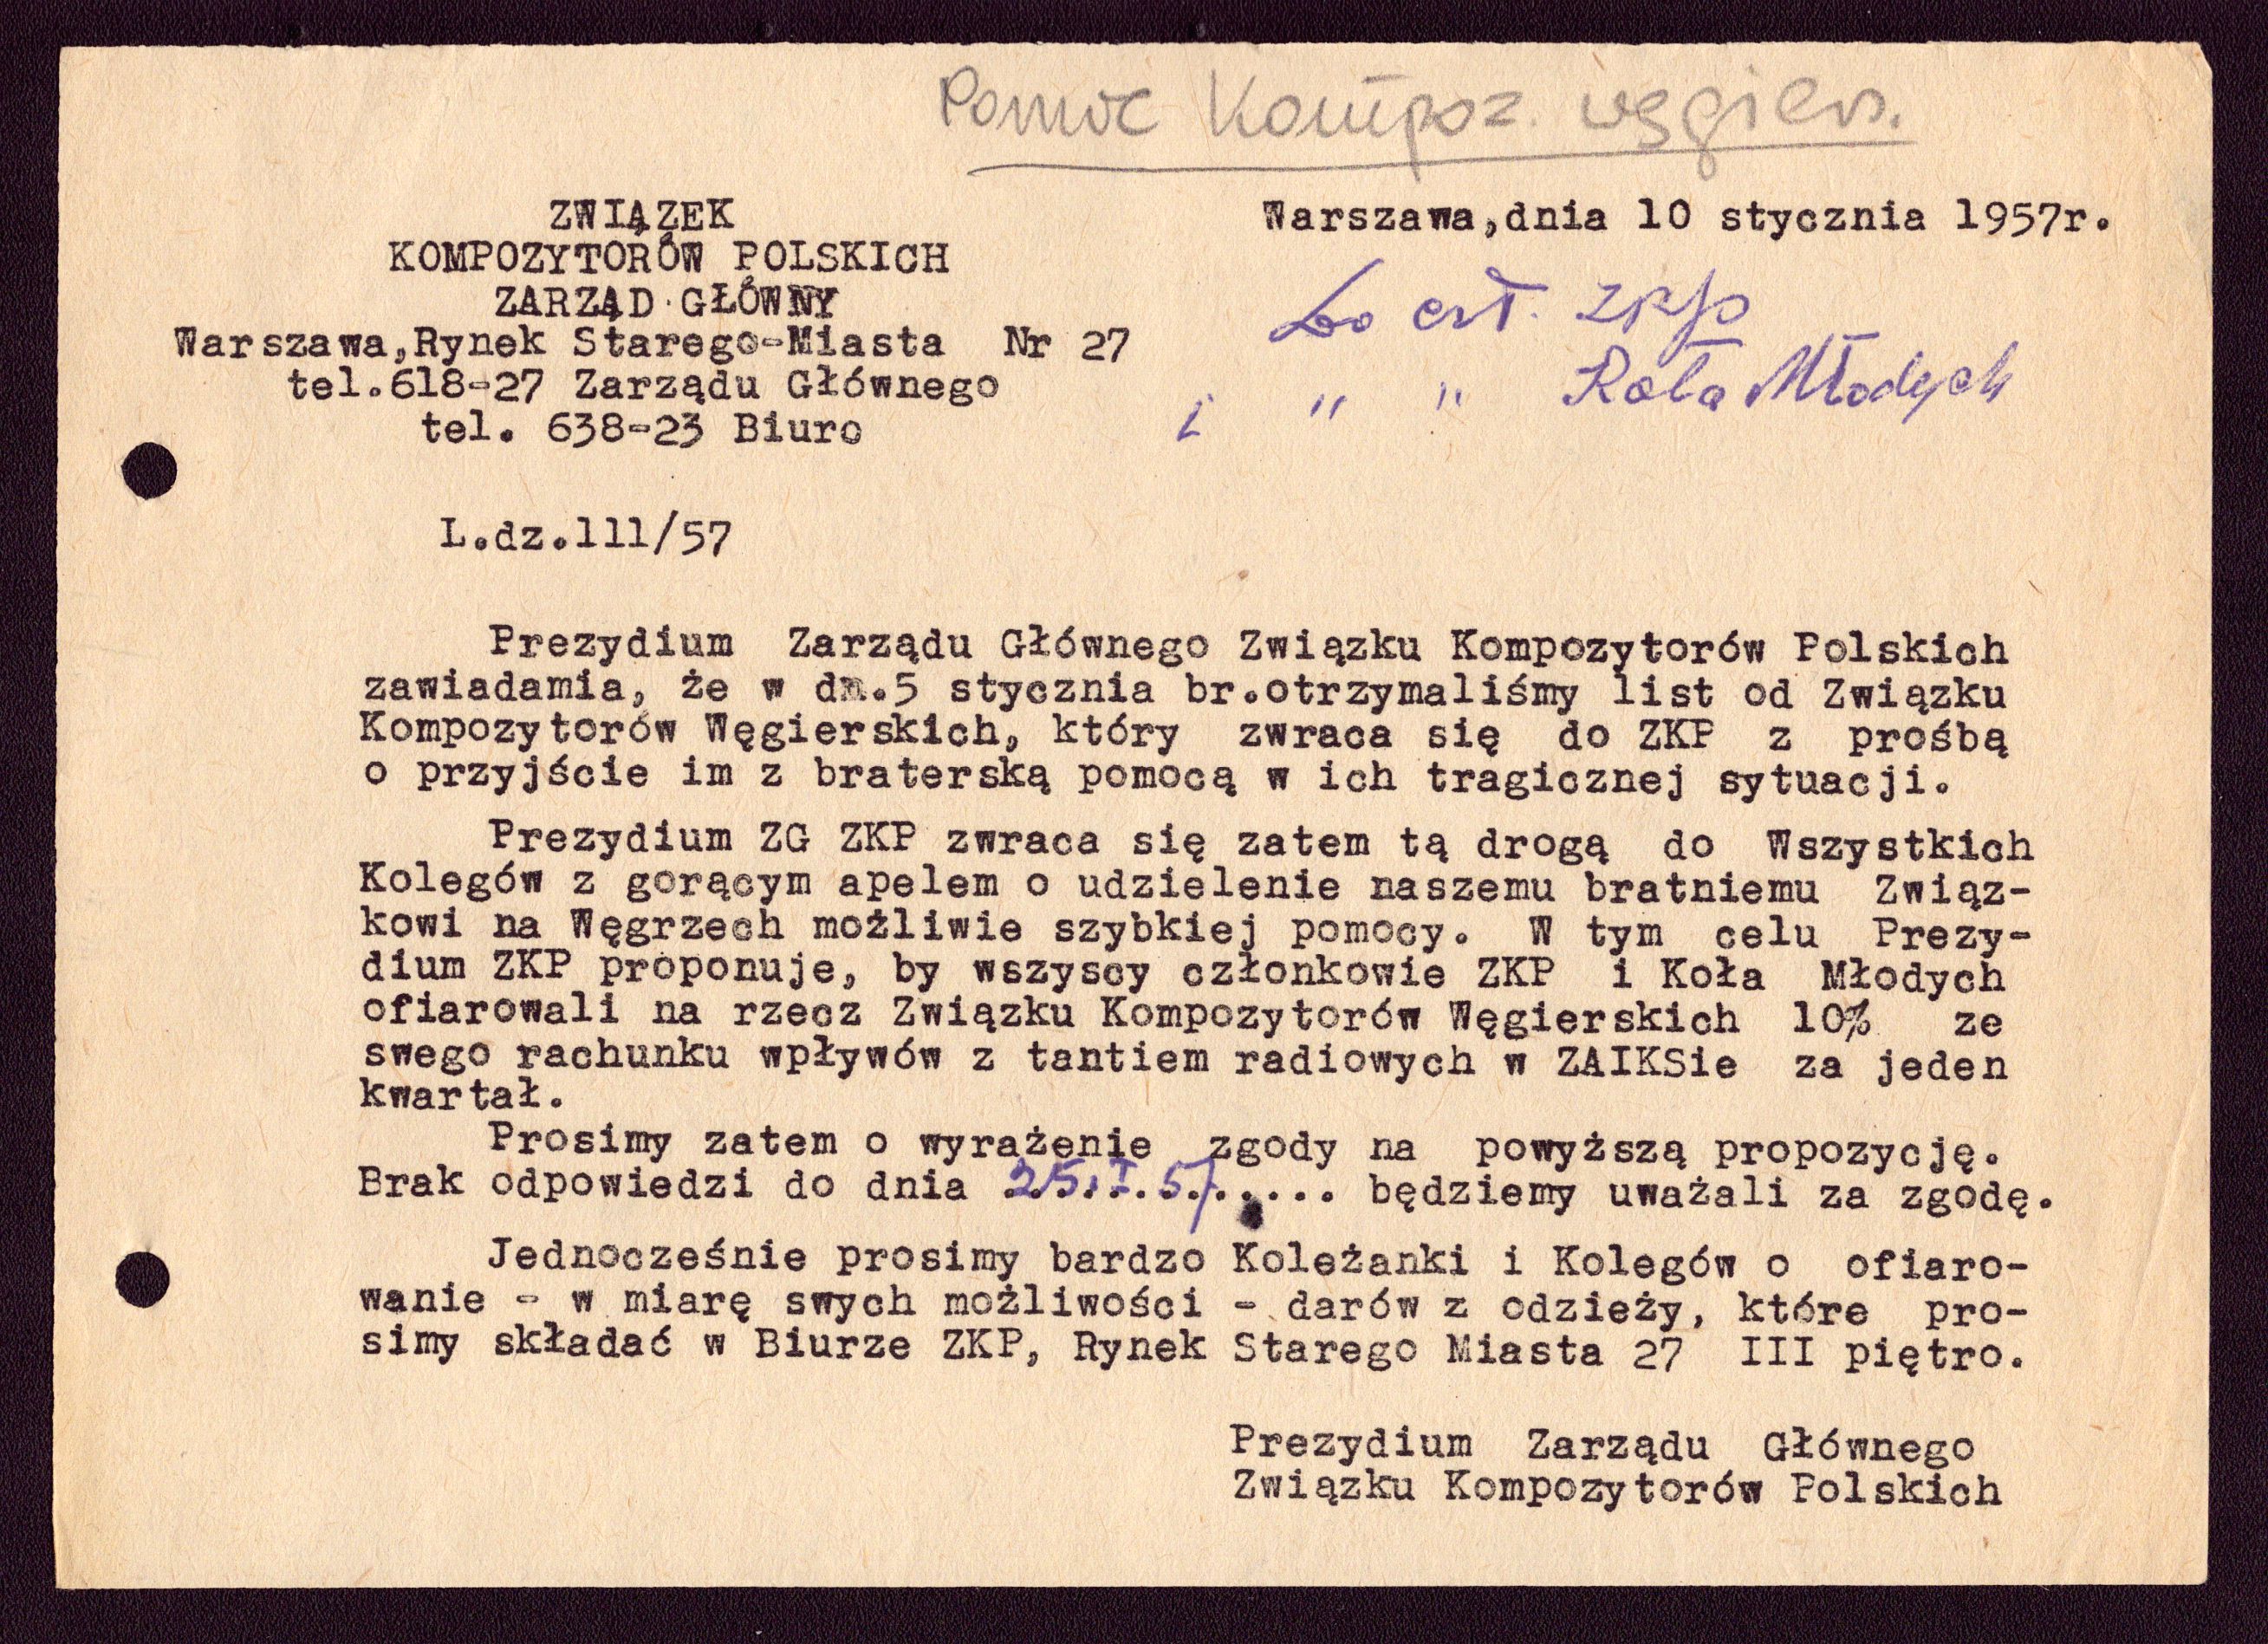 Pomoc Kompoz. węgiers.
ZWIĄZEK
KOMPOZYTORÓW POLSKICH
ZARZĄD GŁÓWNY
Warszawa,Rynek Starego-Miasta Nr 27
tel.618-27 Zarządu Głównego
tel. 638-23 Biuro
Warszawa,dnia 10 stycznia 1957r.
Do czł. ZKP
i " " Koła Młodych
L.dz.111/57
Prezydium Zarządu Głównego Związku Kompozytorów Polskich
zawiadamia, że w dn.5 stycznia br.otrzymaliśmy list od Związku
Kompozytorów Węgierskich, który zwraca się do ZKP z prośbą
o przyjście im z braterską pomocą w ich tragicznej sytuacji.
Prezydium ZG ZKP zwraca się zatem tą drogą do Wszystkich
Kolegów z gorącym apelem o udzielenie naszemu bratniemu Związ-
kowi na Węgrzech możliwie szybkiej pomocy. W tym celu Prezy-
dium ZKP proponuje, by wszyscy członkowie ZKP i Koła Młodych
ofiarowali na rzecz Związku Kompozytorów Węgierskich 10% ze
swego rachunku wpływów z tantiem radiowych w ZAIKSie za jeden
kwartał.
Prosimy zatem o wyrażenie zgody na powyższą propozycję.
Brak odpowiedzi do dnia 25.I.57..... będziemy uważali za zgodę.
Jednocześnie prosimy bardzo Koleżanki i Kolegów o ofiaro-
wanie - w miarę swych możliwości - darów z odzieży, które pro-
simy składać w Biurze ZKP, Rynek Starego Miasta 27 III piętro.
Prezydium Zarządu Głównego
Związku Kompozytorów Polskich